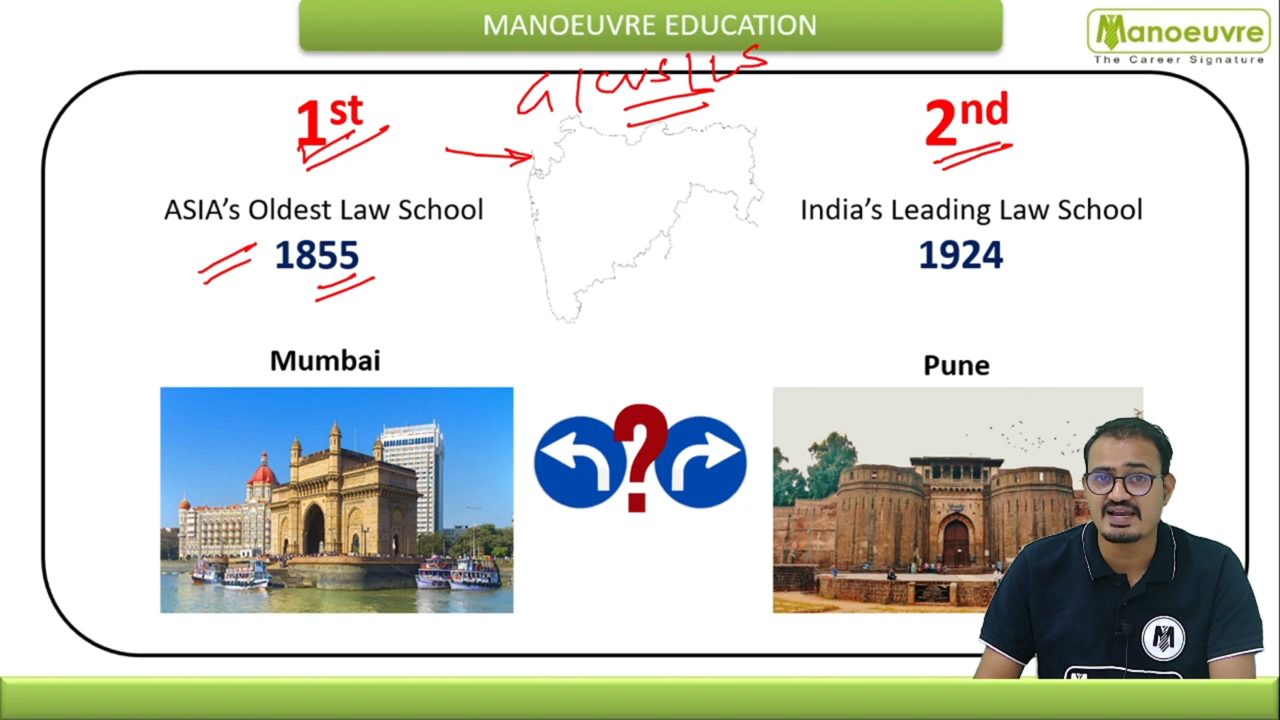 MANOEUVRE EDUCATION
Manoeuvre
The Career Signature
1st
2nd
ASIA's Oldest Law School
1855
India's Leading Law School
1924
Mumbai
Pune
?
M